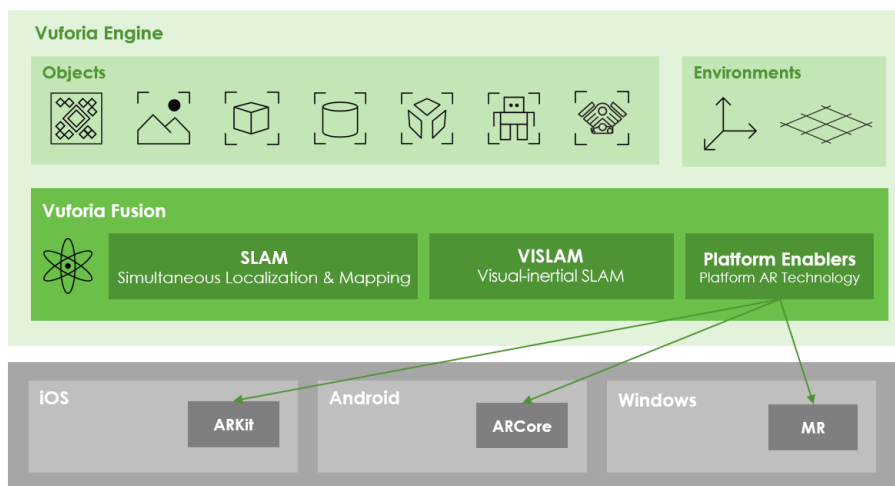 Vuforia Engine
Objects
Environments
Vuforia Fusion
SLAM
Simultaneous Localization & Mapping
VISLAM
Visual-inertial SLAM
Platform Enablers
Platform AR Technology
iOS
ARKit
Android
ARCore
Windows
MR